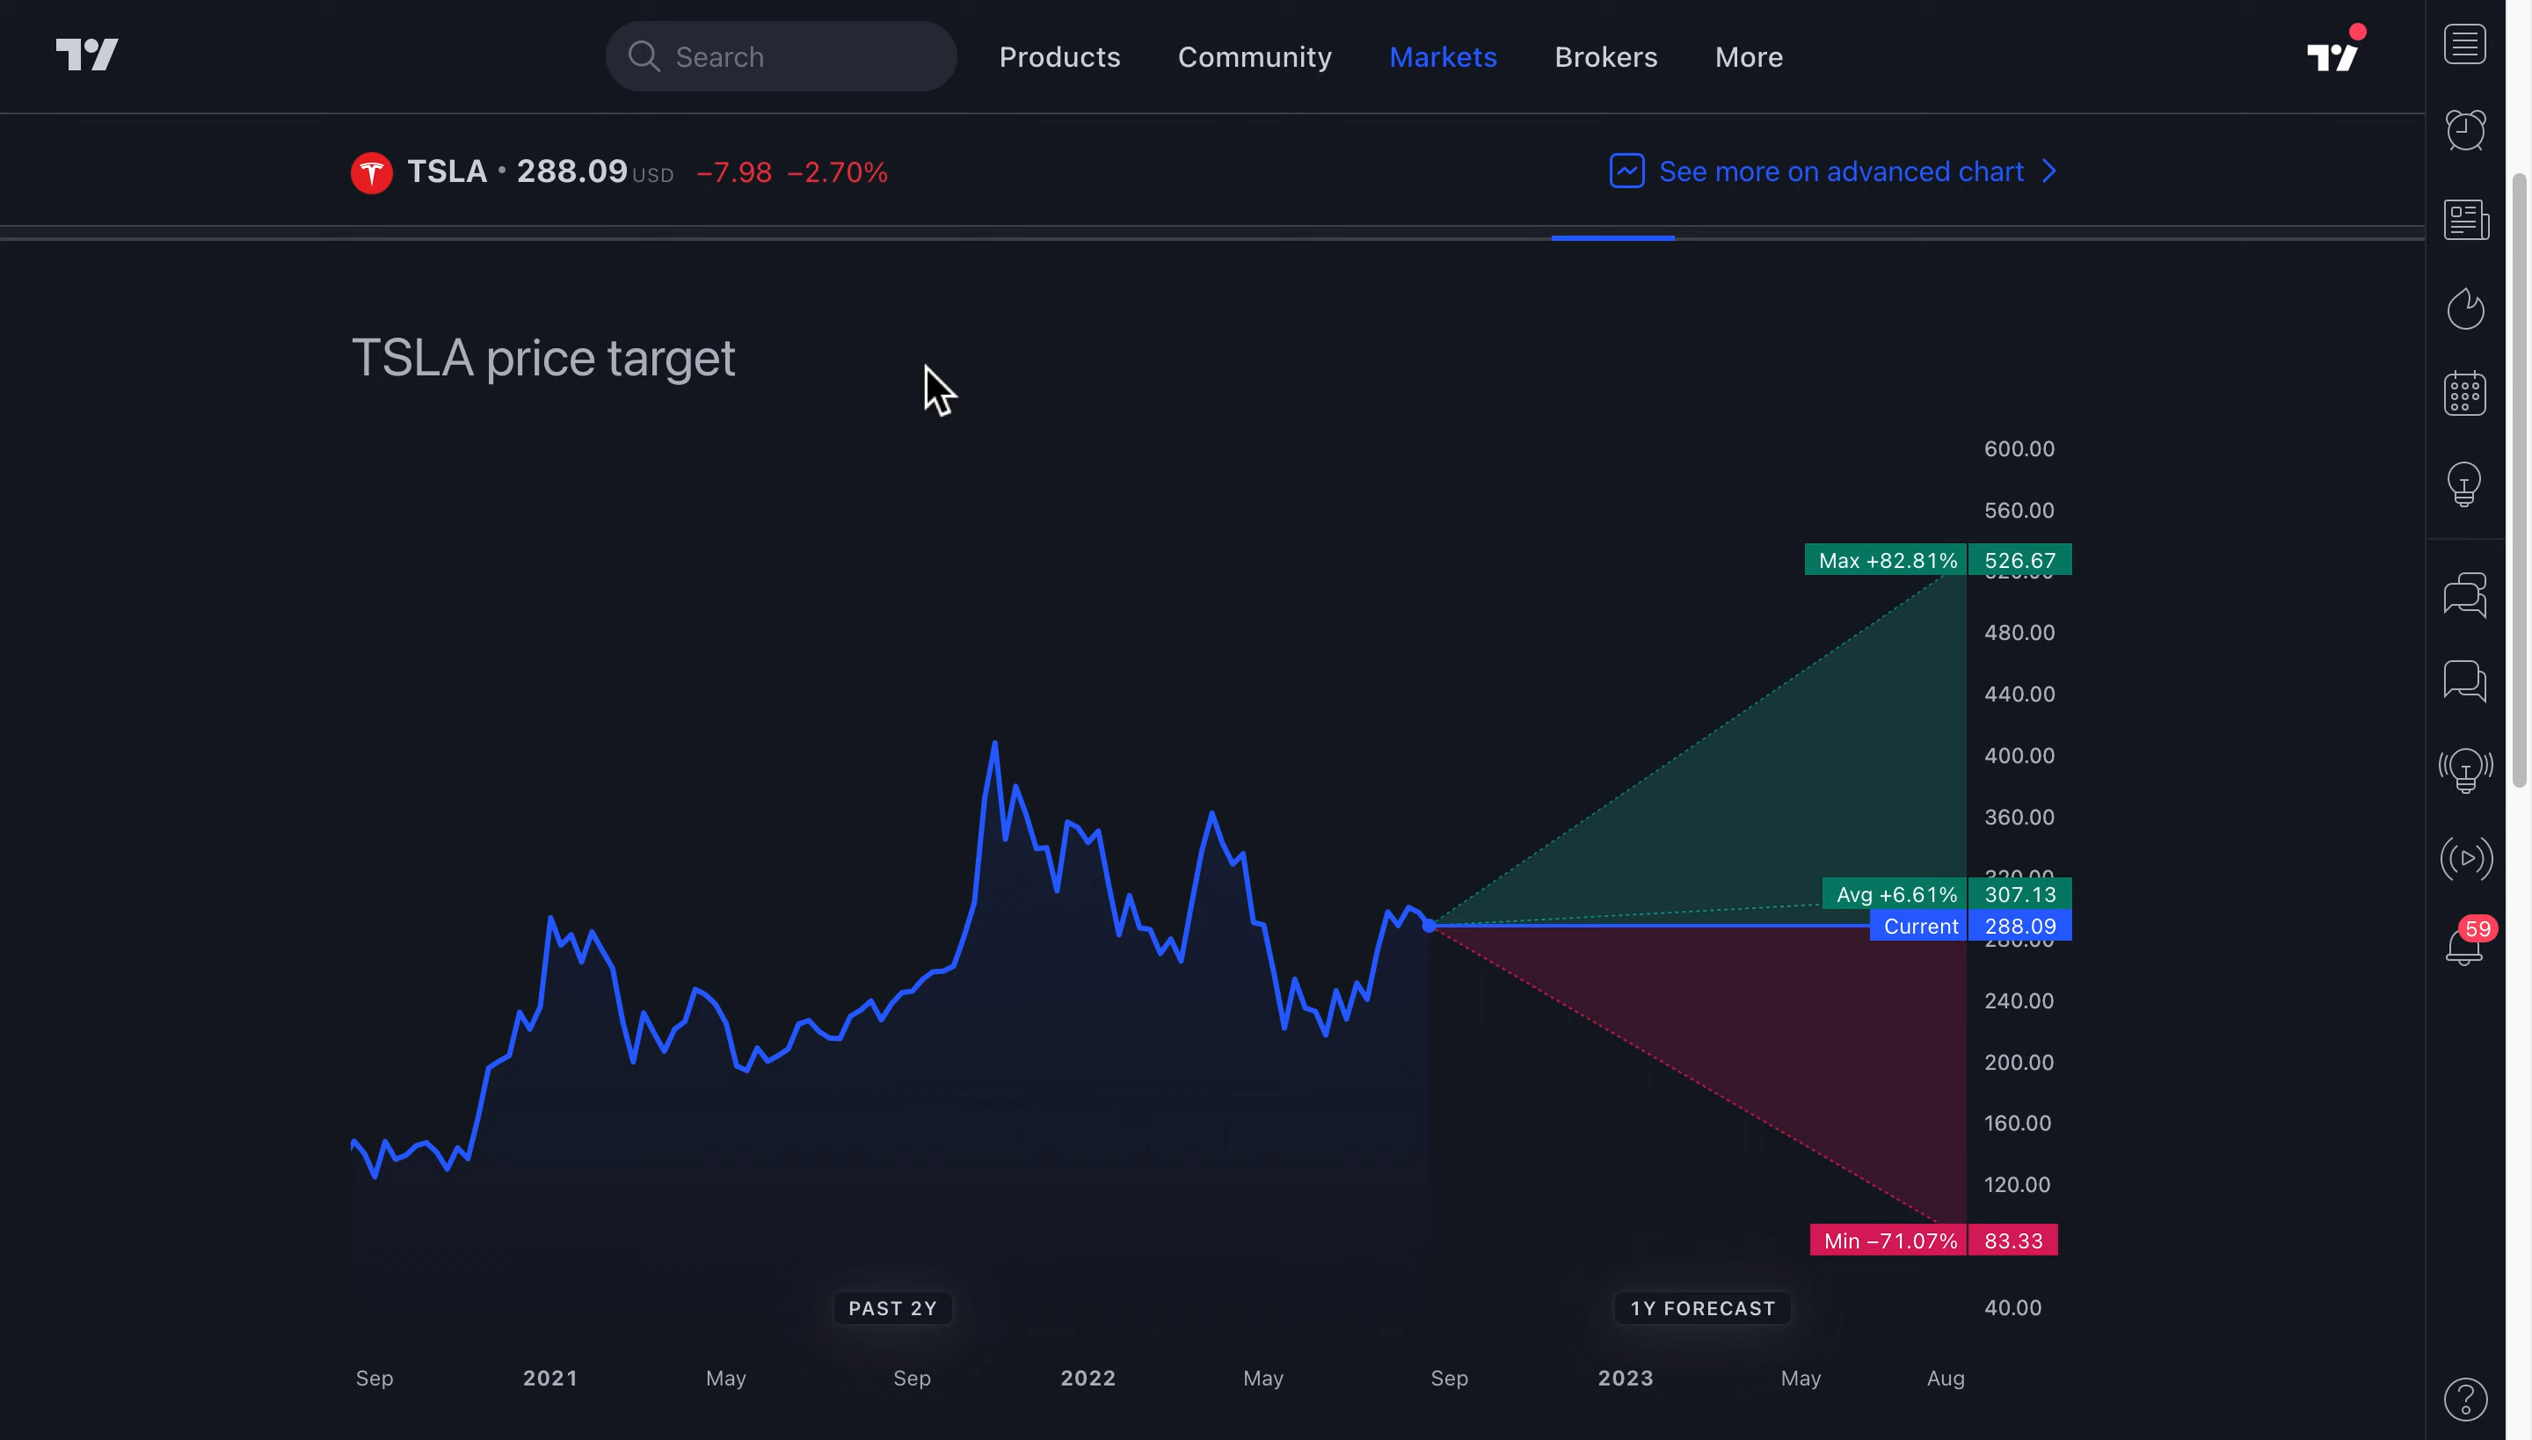 Search
Products
Community
Markets
Brokers
More
TSLA • 288.09 USD −7.98 −2.70%
See more on advanced chart
TSLA price target
600.00
560.00
Max +82.81% 526.67
480.00
440.00
400.00
360.00
Avg +6.61% 307.13
Current 288.09
240.00
200.00
160.00
120.00
Min −71.07% 83.33
40.00
PAST 2Y
1Y FORECAST
Sep 2021 May Sep 2022 May Sep 2023 May Aug
59